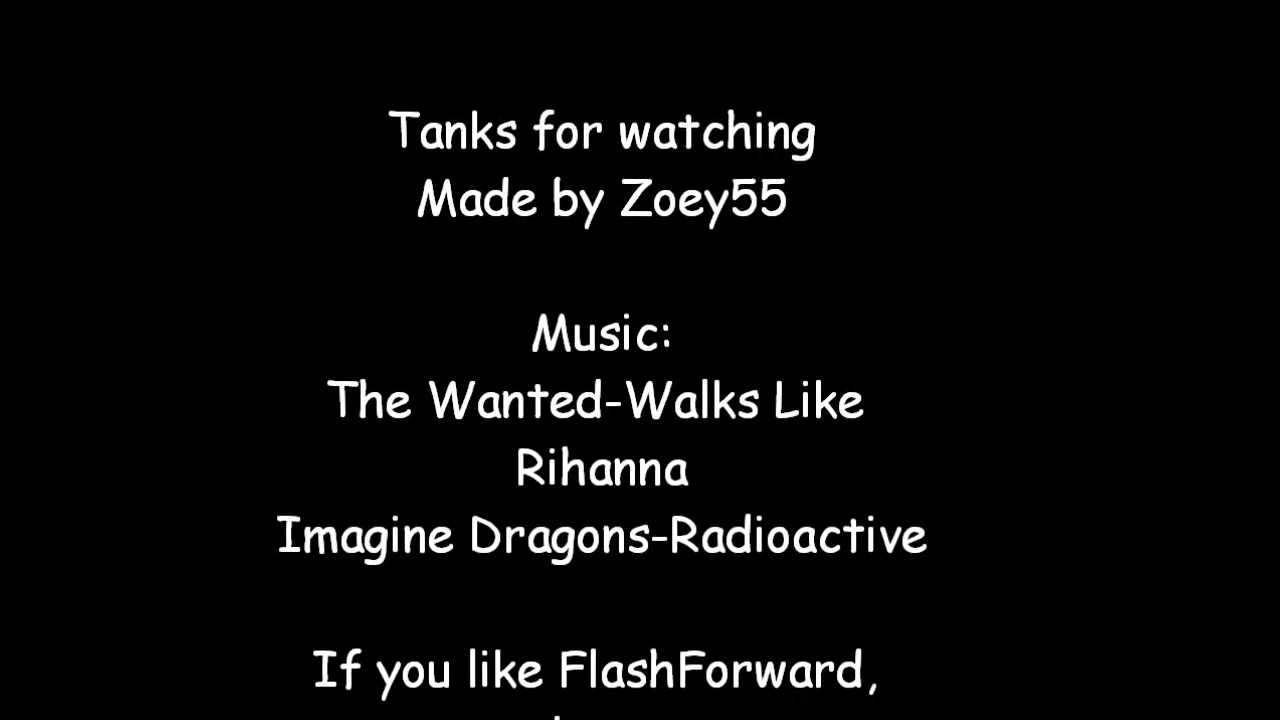 Tanks for watching
Made by Zoey55
Music:
The Wanted-Walks Like
Rihanna
Imagine Dragons-Radioactive
If you like FlashForward,